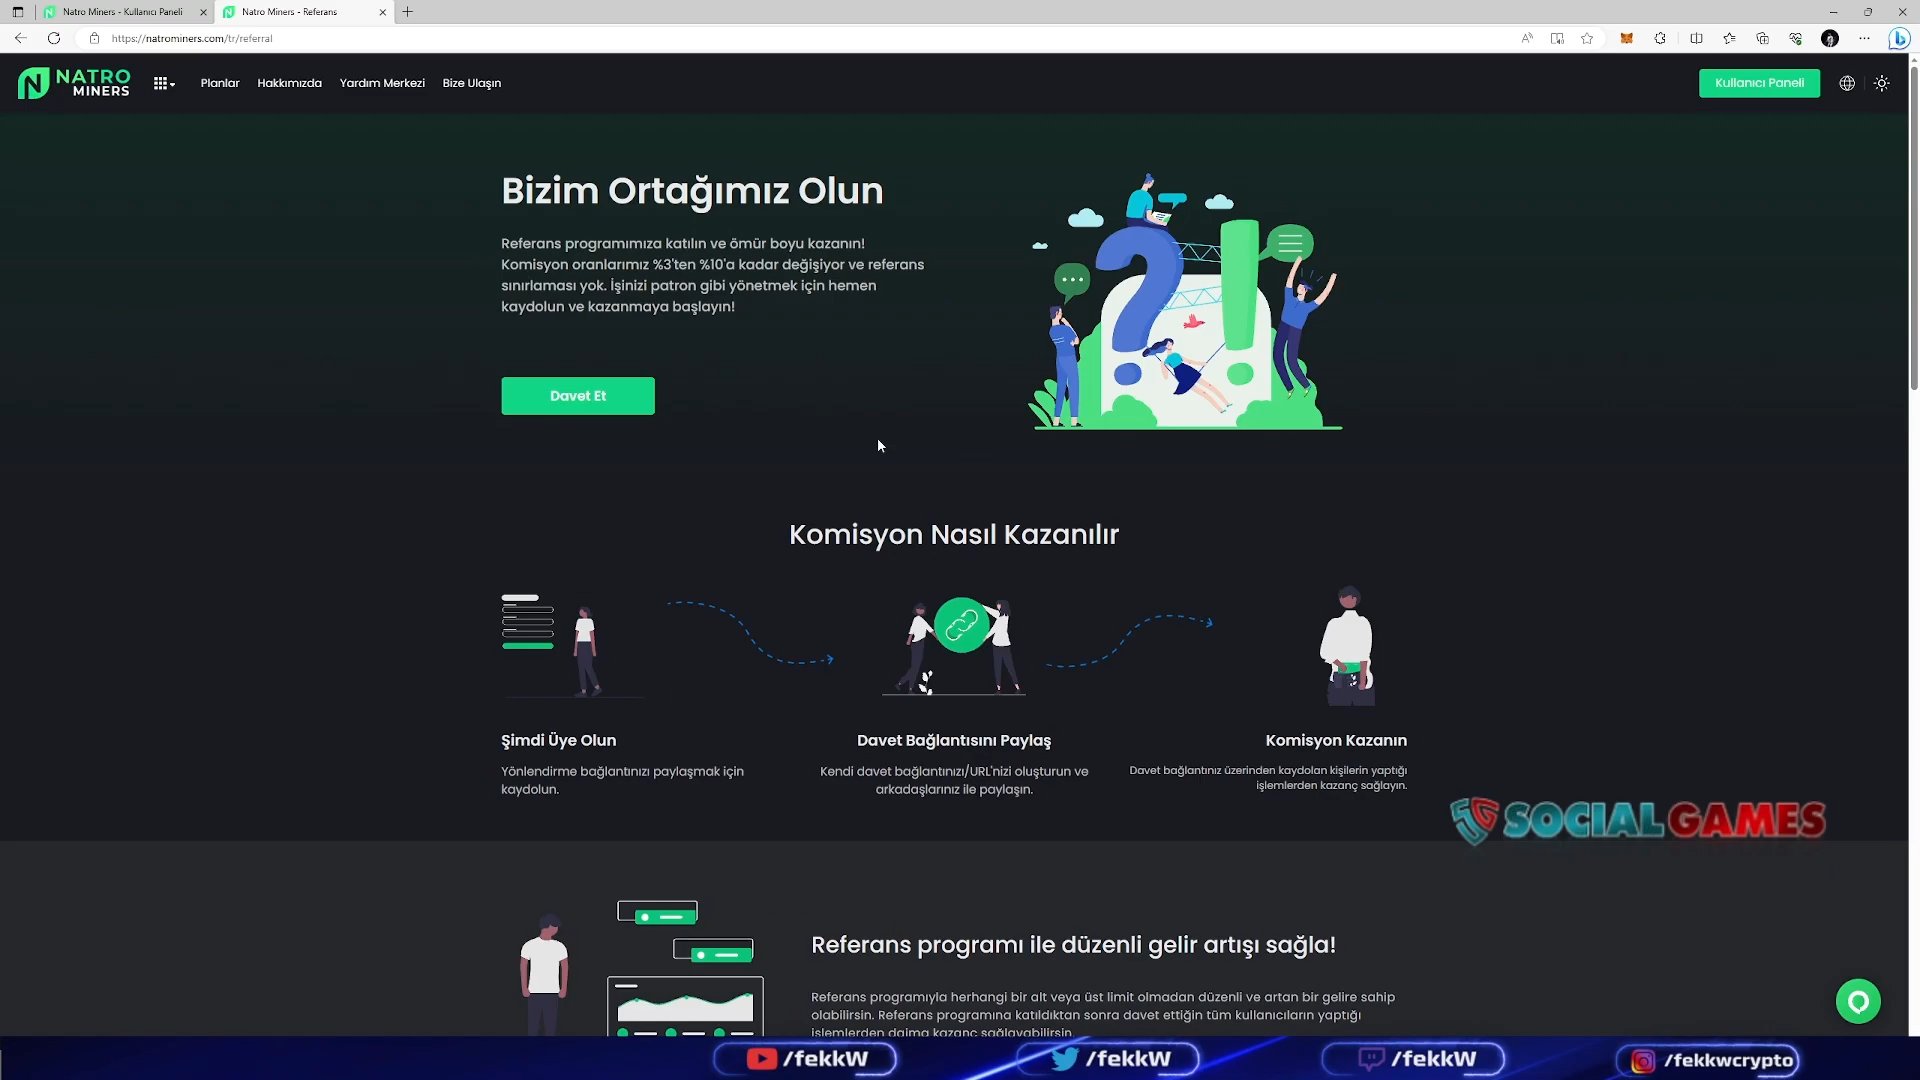 Natro Miners - Kullanıcı Paneli
Natro Miners - Referans
https://natrominers.com/tr/referral
NATRO
MINERS
Planlar
Hakkımızda
Yardım Merkezi
Bize Ulaşın
Kullanıcı Paneli
Bizim Ortağımız Olun
Referans programımıza katılın ve ömür boyu kazanın!
Komisyon oranlarımız %3'ten %10'a kadar değişiyor ve referans
sınırlaması yok. İşinizi patron gibi yönetmek için hemen
kaydolun ve kazanmaya başlayın!
Davet Et
Komisyon Nasıl Kazanılır
Şimdi Üye Olun
Yönlendirme bağlantınızı paylaşmak için
kaydolun.
Davet Bağlantısını Paylaş
Kendi davet bağlantınızı/URL'nizi oluşturun ve
arkadaşlarınız ile paylaşın.
Komisyon Kazanın
Davet bağlantınız üzerinden kaydolan kişilerin yaptığı
işlemlerden kazanç sağlayın.
SOCIALGAMES
Referans programı ile düzenli gelir artışı sağla!
Referans programıyla herhangi bir alt veya üst limit olmadan düzenli ve artan bir gelire sahip
olabilirsin. Referans programına katıldıktan sonra davet ettiğin tüm kullanıcıların yaptığı
işlemlerden daima kazanç sağlayabilirsin.
/fekkW
/fekkW
/fekkW
/fekkwcrypto